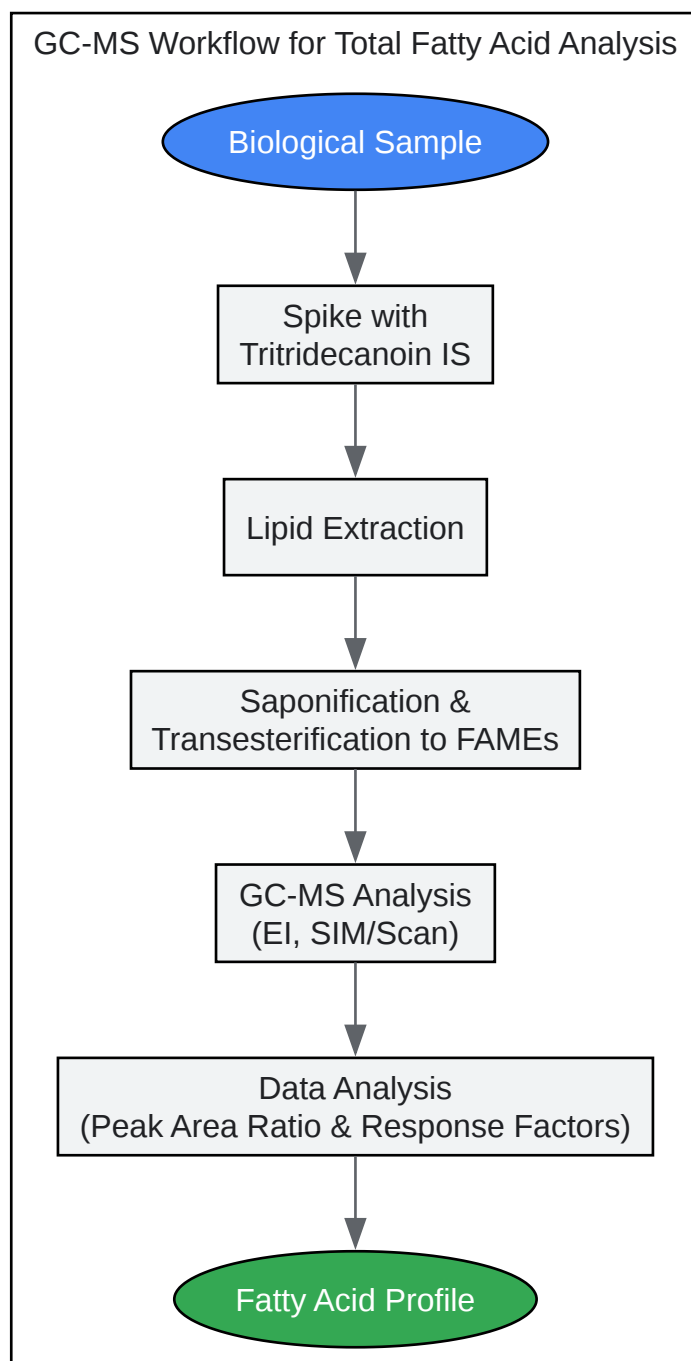 GC-MS Workflow for Total Fatty Acid Analysis
Biological Sample
Spike with
Tritridecanoin IS
Lipid Extraction
Saponification &
Transesterification to FAMEs
GC-MS Analysis
(EI, SIM/Scan)
Data Analysis
(Peak Area Ratio & Response Factors)
Fatty Acid Profile